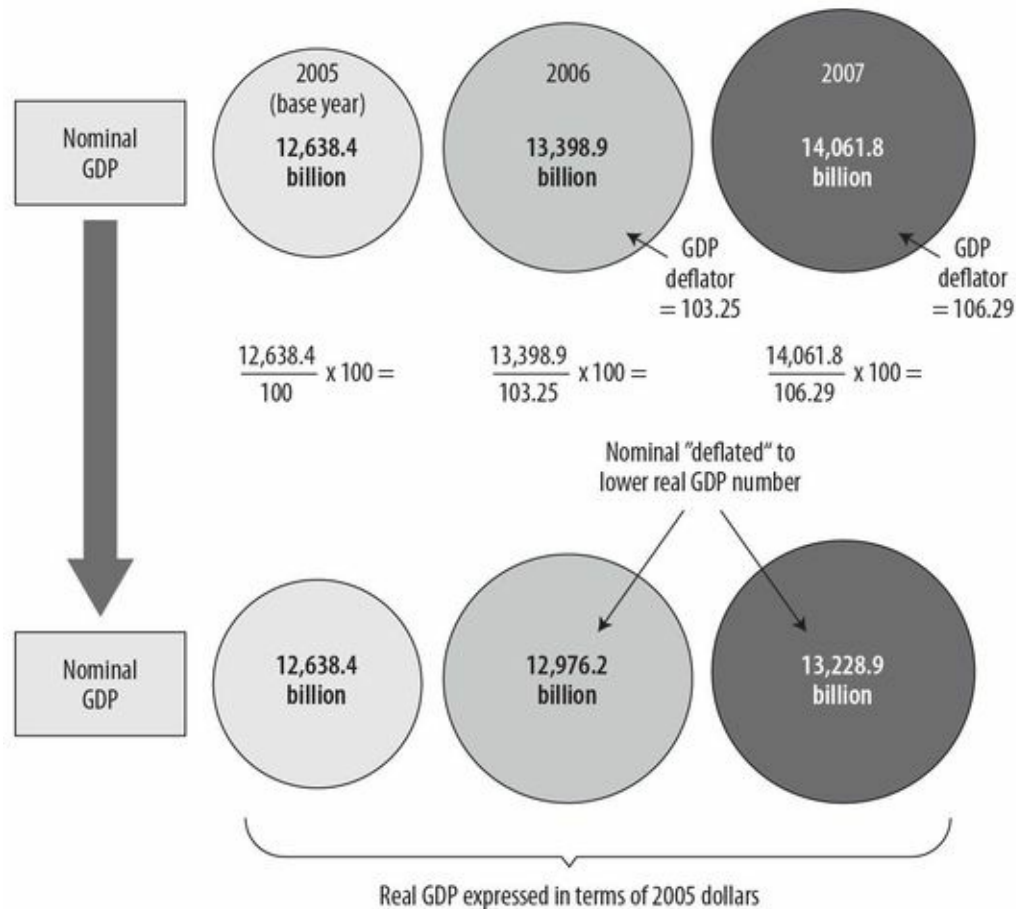 Nominal
GDP
2005
(base year)
12,638.4
billion
2006
13,398.9
billion
2007
14,061.8
billion
GDP
deflator
= 103.25
GDP
deflator
= 106.29
12,638.4
100
x 100 =
13,398.9
103.25
x 100 =
14,061.8
106.29
x 100 =
Nominal "deflated" to
lower real GDP number
Nominal
GDP
12,638.4
billion
12,976.2
billion
13,228.9
billion
Real GDP expressed in terms of 2005 dollars